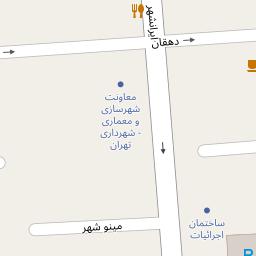 ایرانشهر
دهقان
معاونت
شهرسازی
و معماری
- شهرداری
تهران
ساختمان
اجرائیات
مینو شهر
P